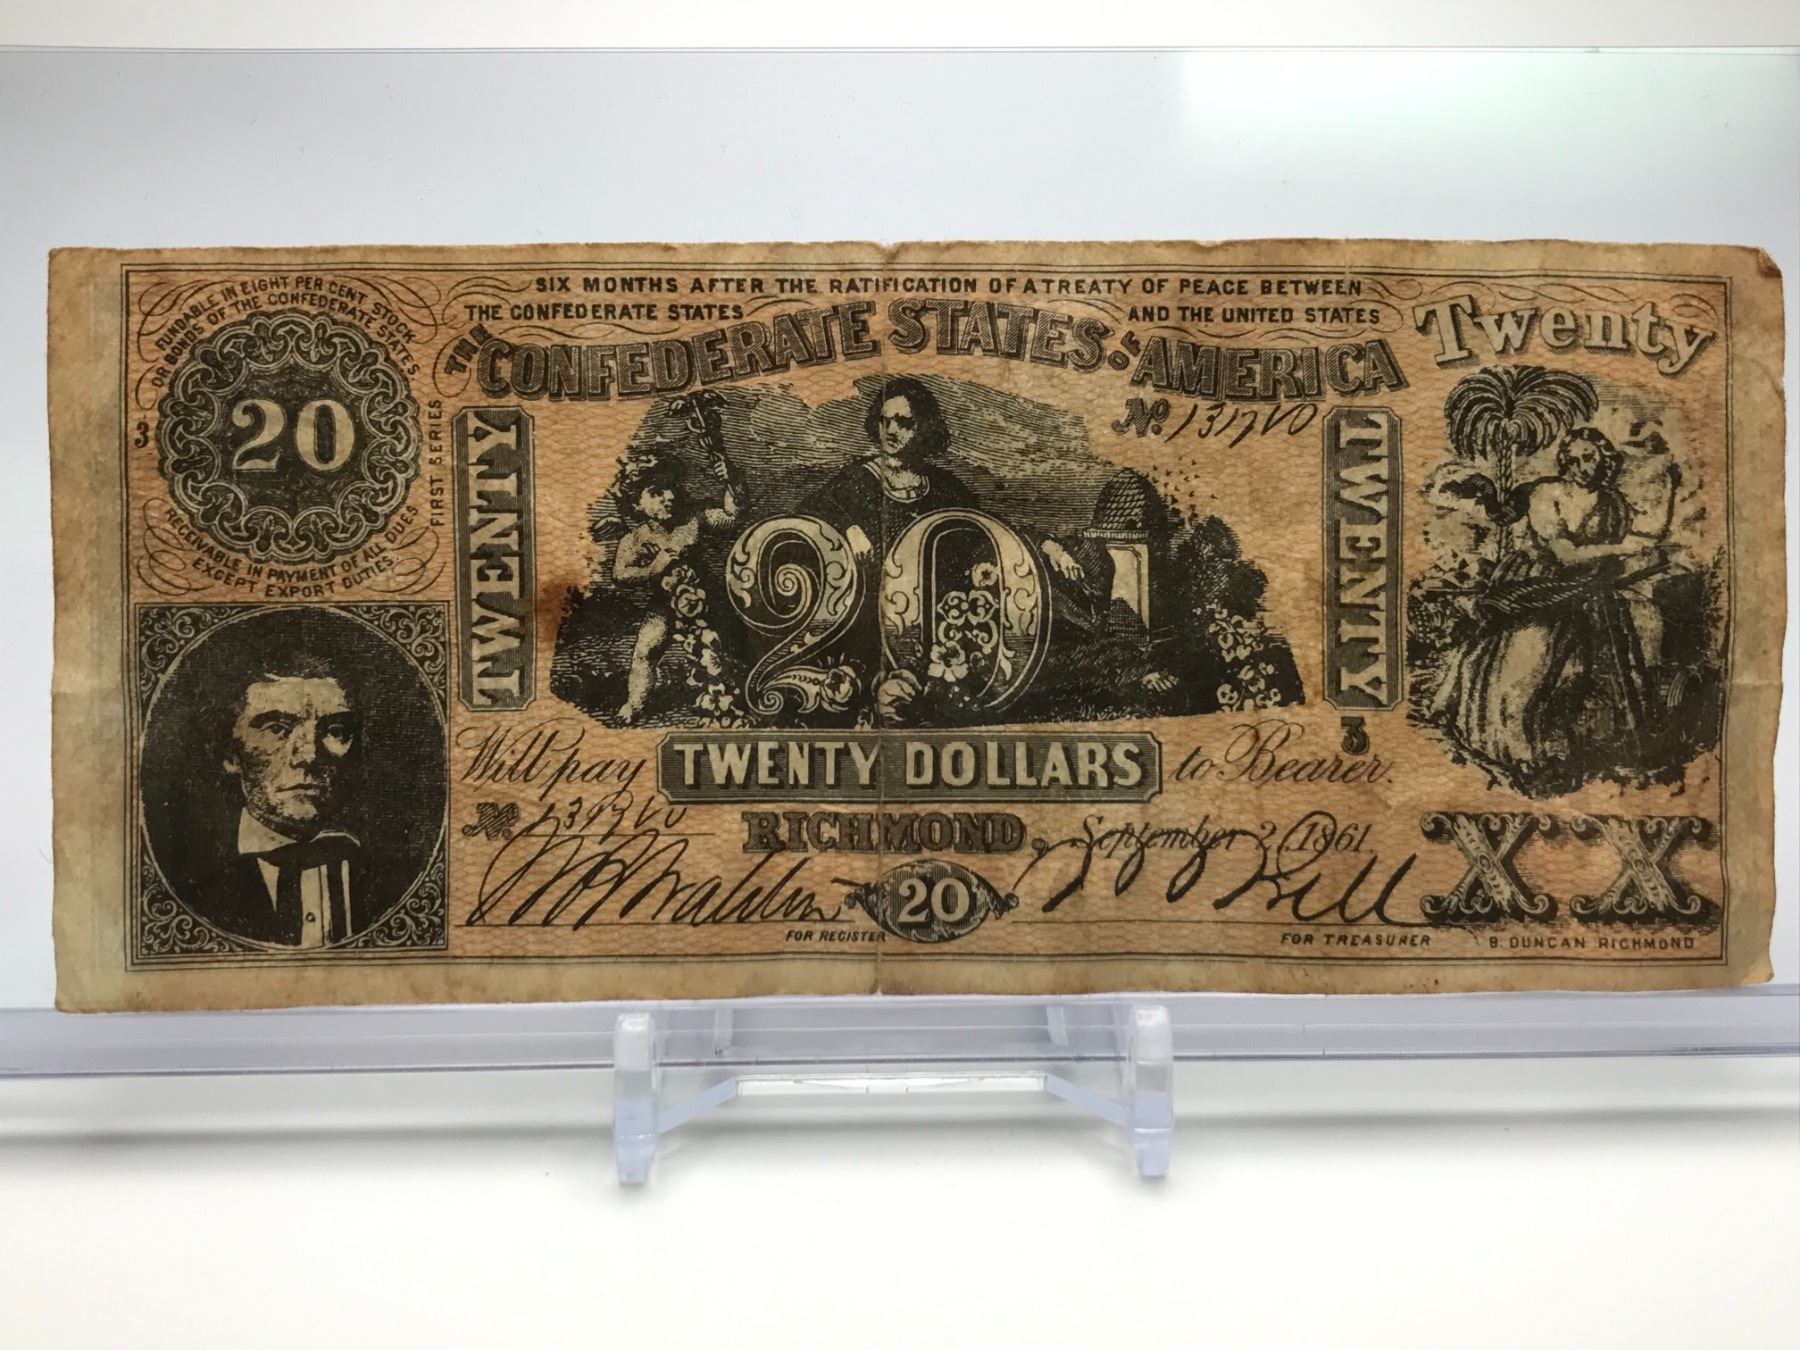 FUNDABLE IN EIGHT PER CENT STOCK
OR BONDS OF THE CONFEDERATE STATES.
20
3
RECEIVABLE IN PAYMENT OF ALL DUES
EXCEPT EXPORT DUTIES.
FIRST SERIES
SIX MONTHS AFTER THE RATIFICATION OF A TREATY OF PEACE BETWEEN
THE CONFEDERATE STATES AND THE UNITED STATES
THE CONFEDERATE STATES OF AMERICA
Twenty
TWENTY
No.
TWENTY
20
3
Will pay TWENTY DOLLARS to Bearer.
No.
RICHMOND, September 2, 1861.
XX
20
FOR REGISTER
FOR TREASURER
B. DUNCAN RICHMOND